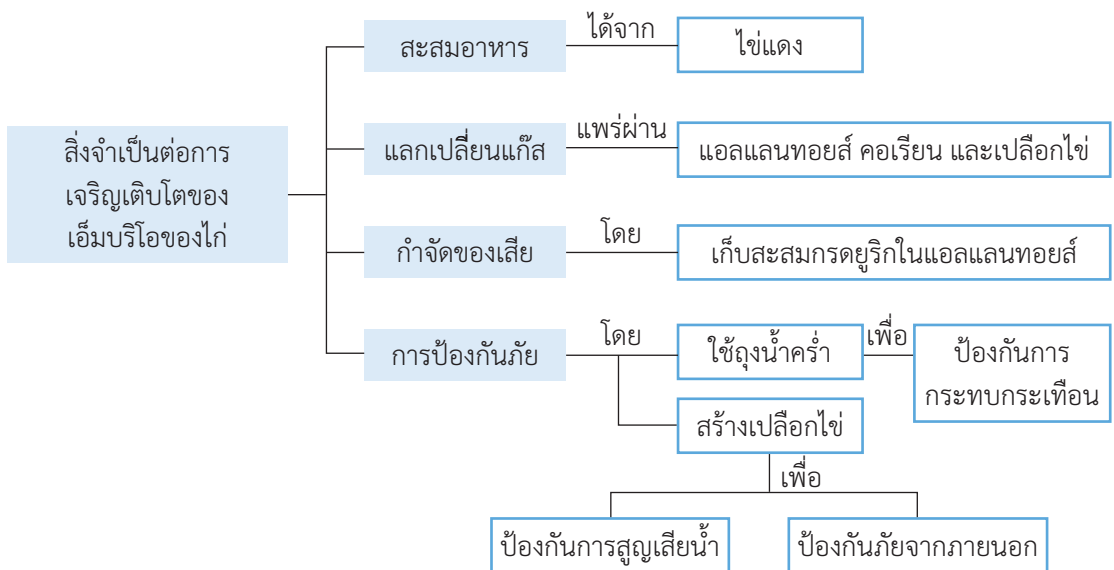 สิ่งจำเป็นต่อการ
เจริญเติบโตของ
เอ็มบริโอของไก่
สะสมอาหาร
ได้จาก
ไข่แดง
แลกเปลี่ยนแก๊ส
แพร่ผ่าน
แอลแลนทอยส์ คอเรียน และเปลือกไข่
กำจัดของเสีย
โดย
เก็บสะสมกรดยูริกในแอลแลนทอยส์
การป้องกันภัย
โดย
ใช้ถุงน้ำคร่ำ
เพื่อ
ป้องกันการ
กระทบกระเทือน
สร้างเปลือกไข่
เพื่อ
ป้องกันการสูญเสียน้ำ
ป้องกันภัยจากภายนอก